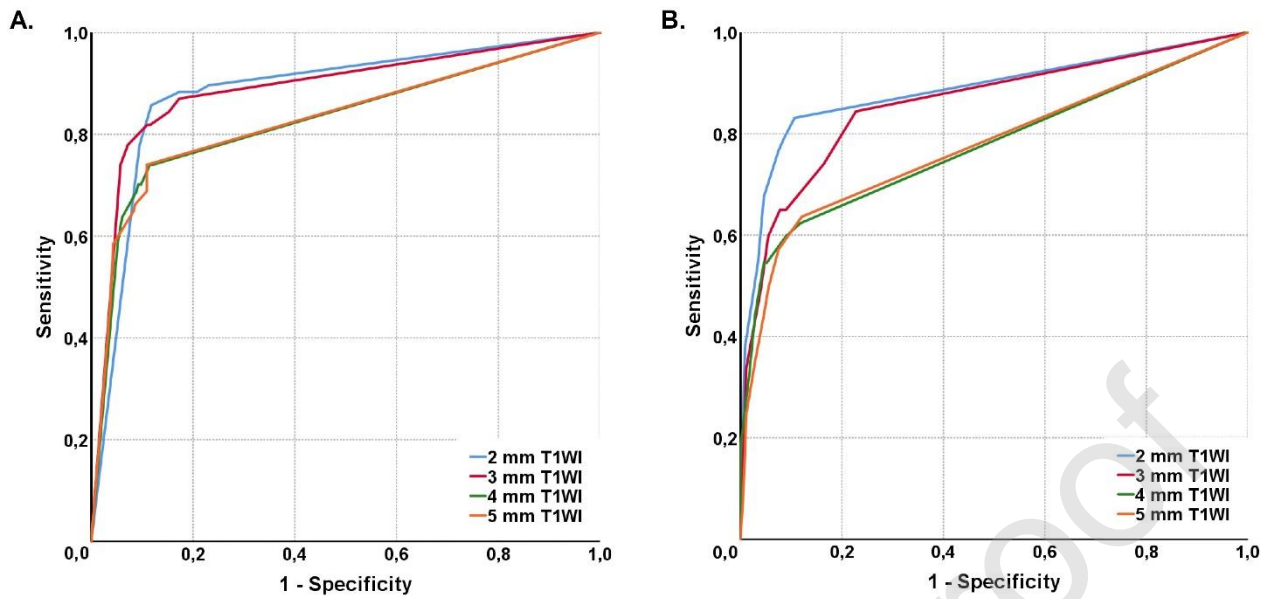 A.
1,0
0,8
0,6
0,4
0,2
0,0
0,2
0,4
0,6
0,8
1,0
Sensitivity
1 - Specificity
2 mm T1WI
3 mm T1WI
4 mm T1WI
5 mm T1WI
B.
1,0
0,8
0,6
0,4
0,2
0,0
0,2
0,4
0,6
0,8
1,0
Sensitivity
1 - Specificity
2 mm T1WI
3 mm T1WI
4 mm T1WI
5 mm T1WI
oof